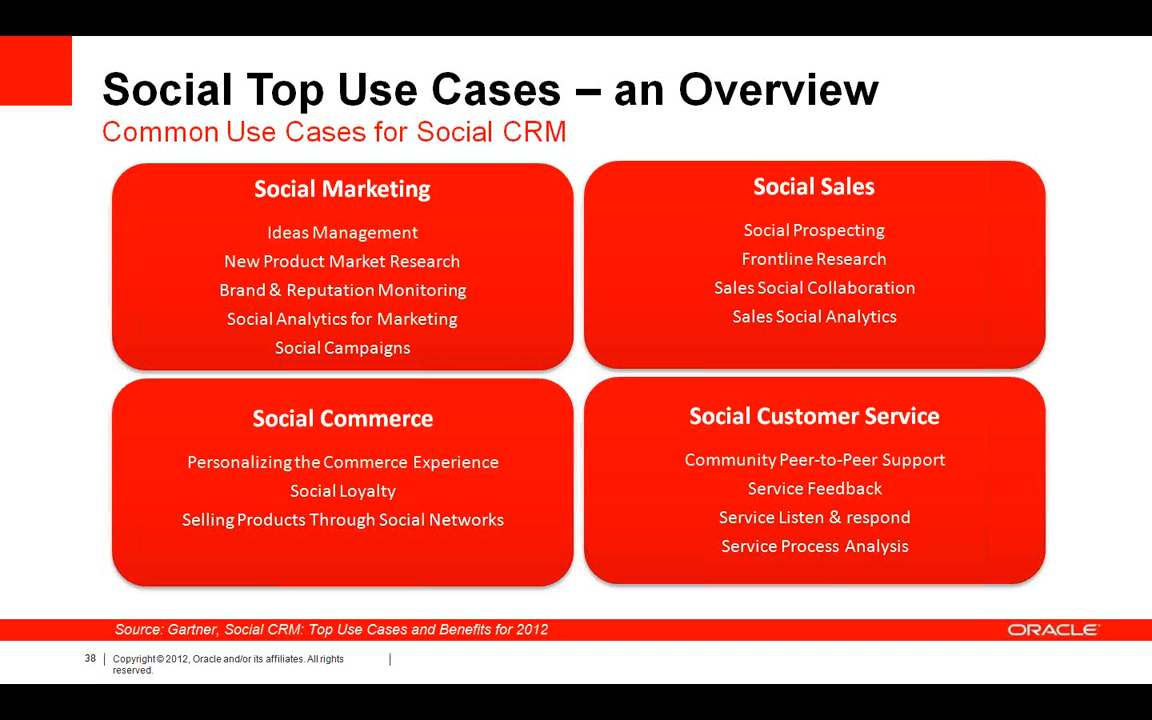 Social Top Use Cases – an Overview
Common Use Cases for Social CRM
Social Marketing
Ideas Management
New Product Market Research
Brand & Reputation Monitoring
Social Analytics for Marketing
Social Campaigns
Social Sales
Social Prospecting
Frontline Research
Sales Social Collaboration
Sales Social Analytics
Social Commerce
Personalizing the Commerce Experience
Social Loyalty
Selling Products Through Social Networks
Social Customer Service
Community Peer-to-Peer Support
Service Feedback
Service Listen & respond
Service Process Analysis
Source: Gartner, Social CRM: Top Use Cases and Benefits for 2012
ORACLE®
38
Copyright © 2012, Oracle and/or its affiliates. All rights
reserved.